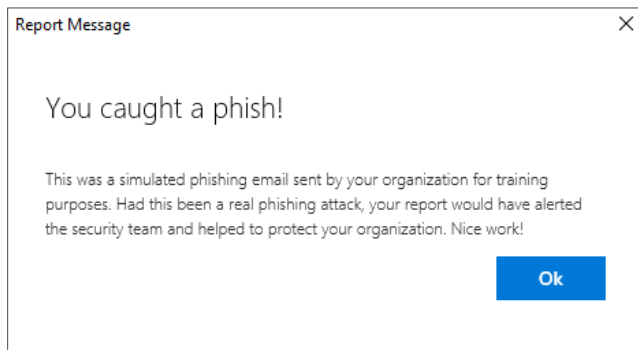 Report Message
You caught a phish!
This was a simulated phishing email sent by your organization for training
purposes. Had this been a real phishing attack, your report would have alerted
the security team and helped to protect your organization. Nice work!
Ok